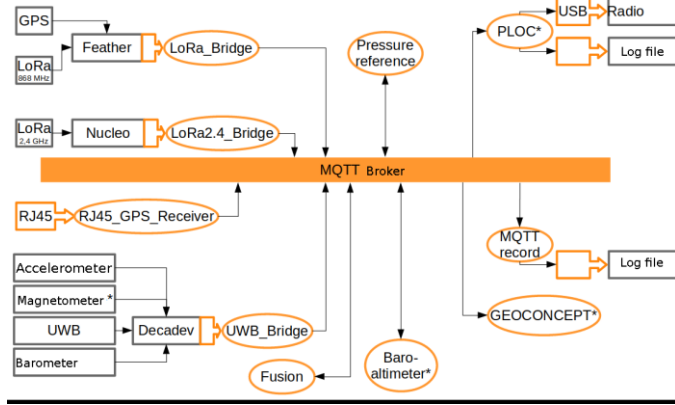 GPS
Feather
LoRa_Bridge
LoRa
868 MHz
Pressure
reference
USB
Radio
PLOC*
Log file
LoRa
2,4 GHz
Nucleo
LoRa2.4_Bridge
MQTT Broker
RJ45
RJ45_GPS_Receiver
MQTT
record
Log file
Accelerometer
Magnetometer *
UWB
Barometer
Decadev
UWB_Bridge
GEOCONCEPT*
Fusion
Baro-
altimeter*